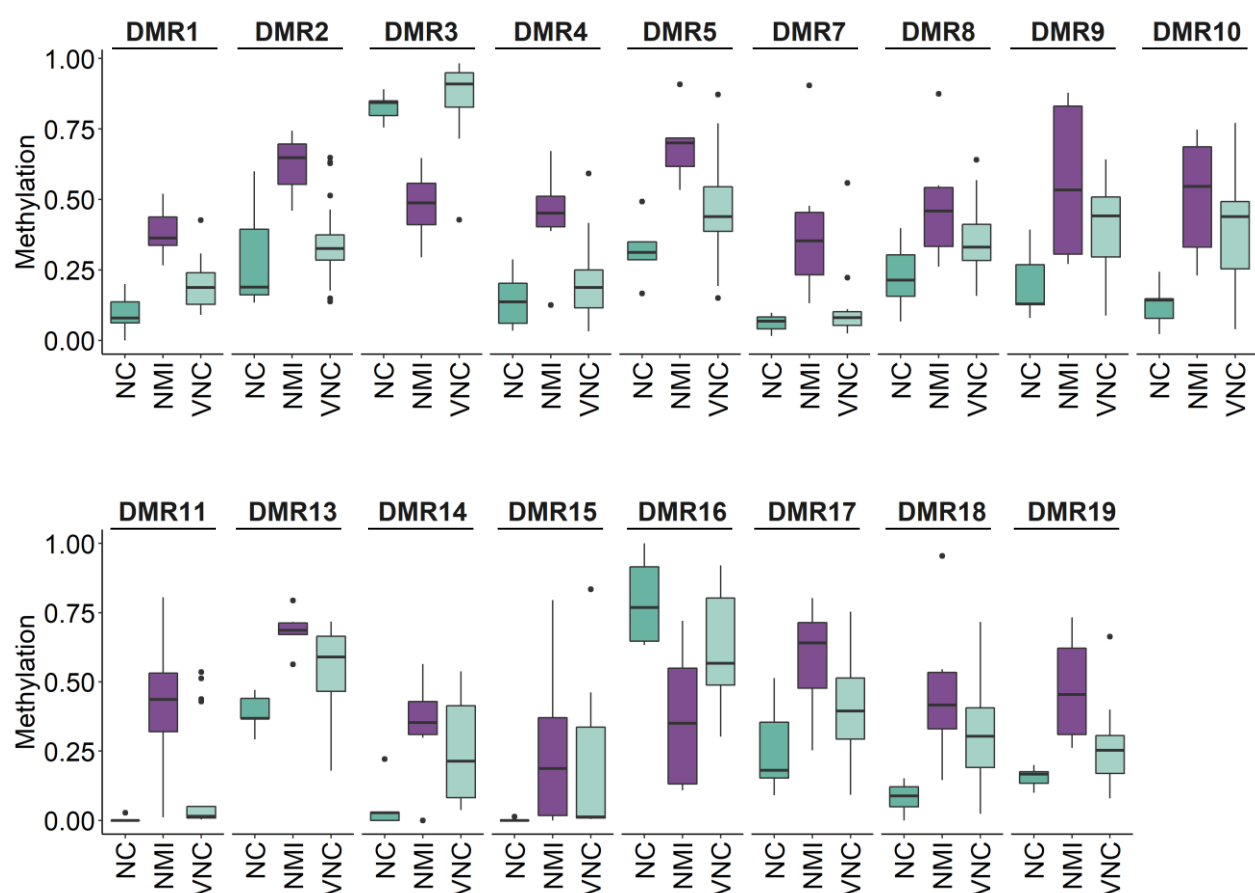 DMR1 DMR2 DMR3 DMR4 DMR5 DMR7 DMR8 DMR9 DMR10
Methylation
1.00
0.75
0.50
0.25
0.00
NC NMI VNC NC NMI VNC NC NMI VNC NC NMI VNC NC NMI VNC NC NMI VNC NC NMI VNC NC NMI VNC NC NMI VNC
DMR11 DMR13 DMR14 DMR15 DMR16 DMR17 DMR18 DMR19
Methylation
1.00
0.75
0.50
0.25
0.00
NC NMI VNC NC NMI VNC NC NMI VNC NC NMI VNC NC NMI VNC NC NMI VNC NC NMI VNC NC NMI VNC